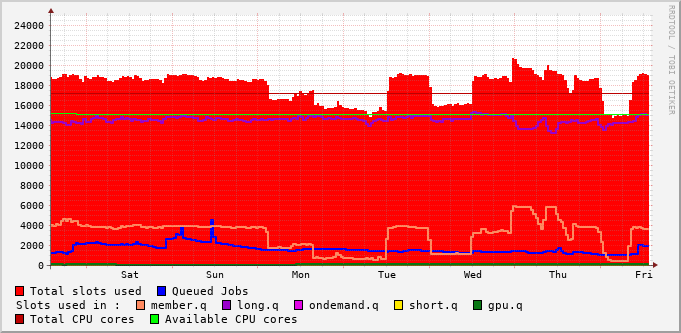 RRDTOOL / TOBI OETIKER
24000
22000
20000
18000
16000
14000
12000
10000
8000
6000
4000
2000
0
Sat Sun Mon Tue Wed Thu Fri
Total slots used Queued Jobs
Slots used in : member.q long.q ondemand.q short.q gpu.q
Total CPU cores Available CPU cores